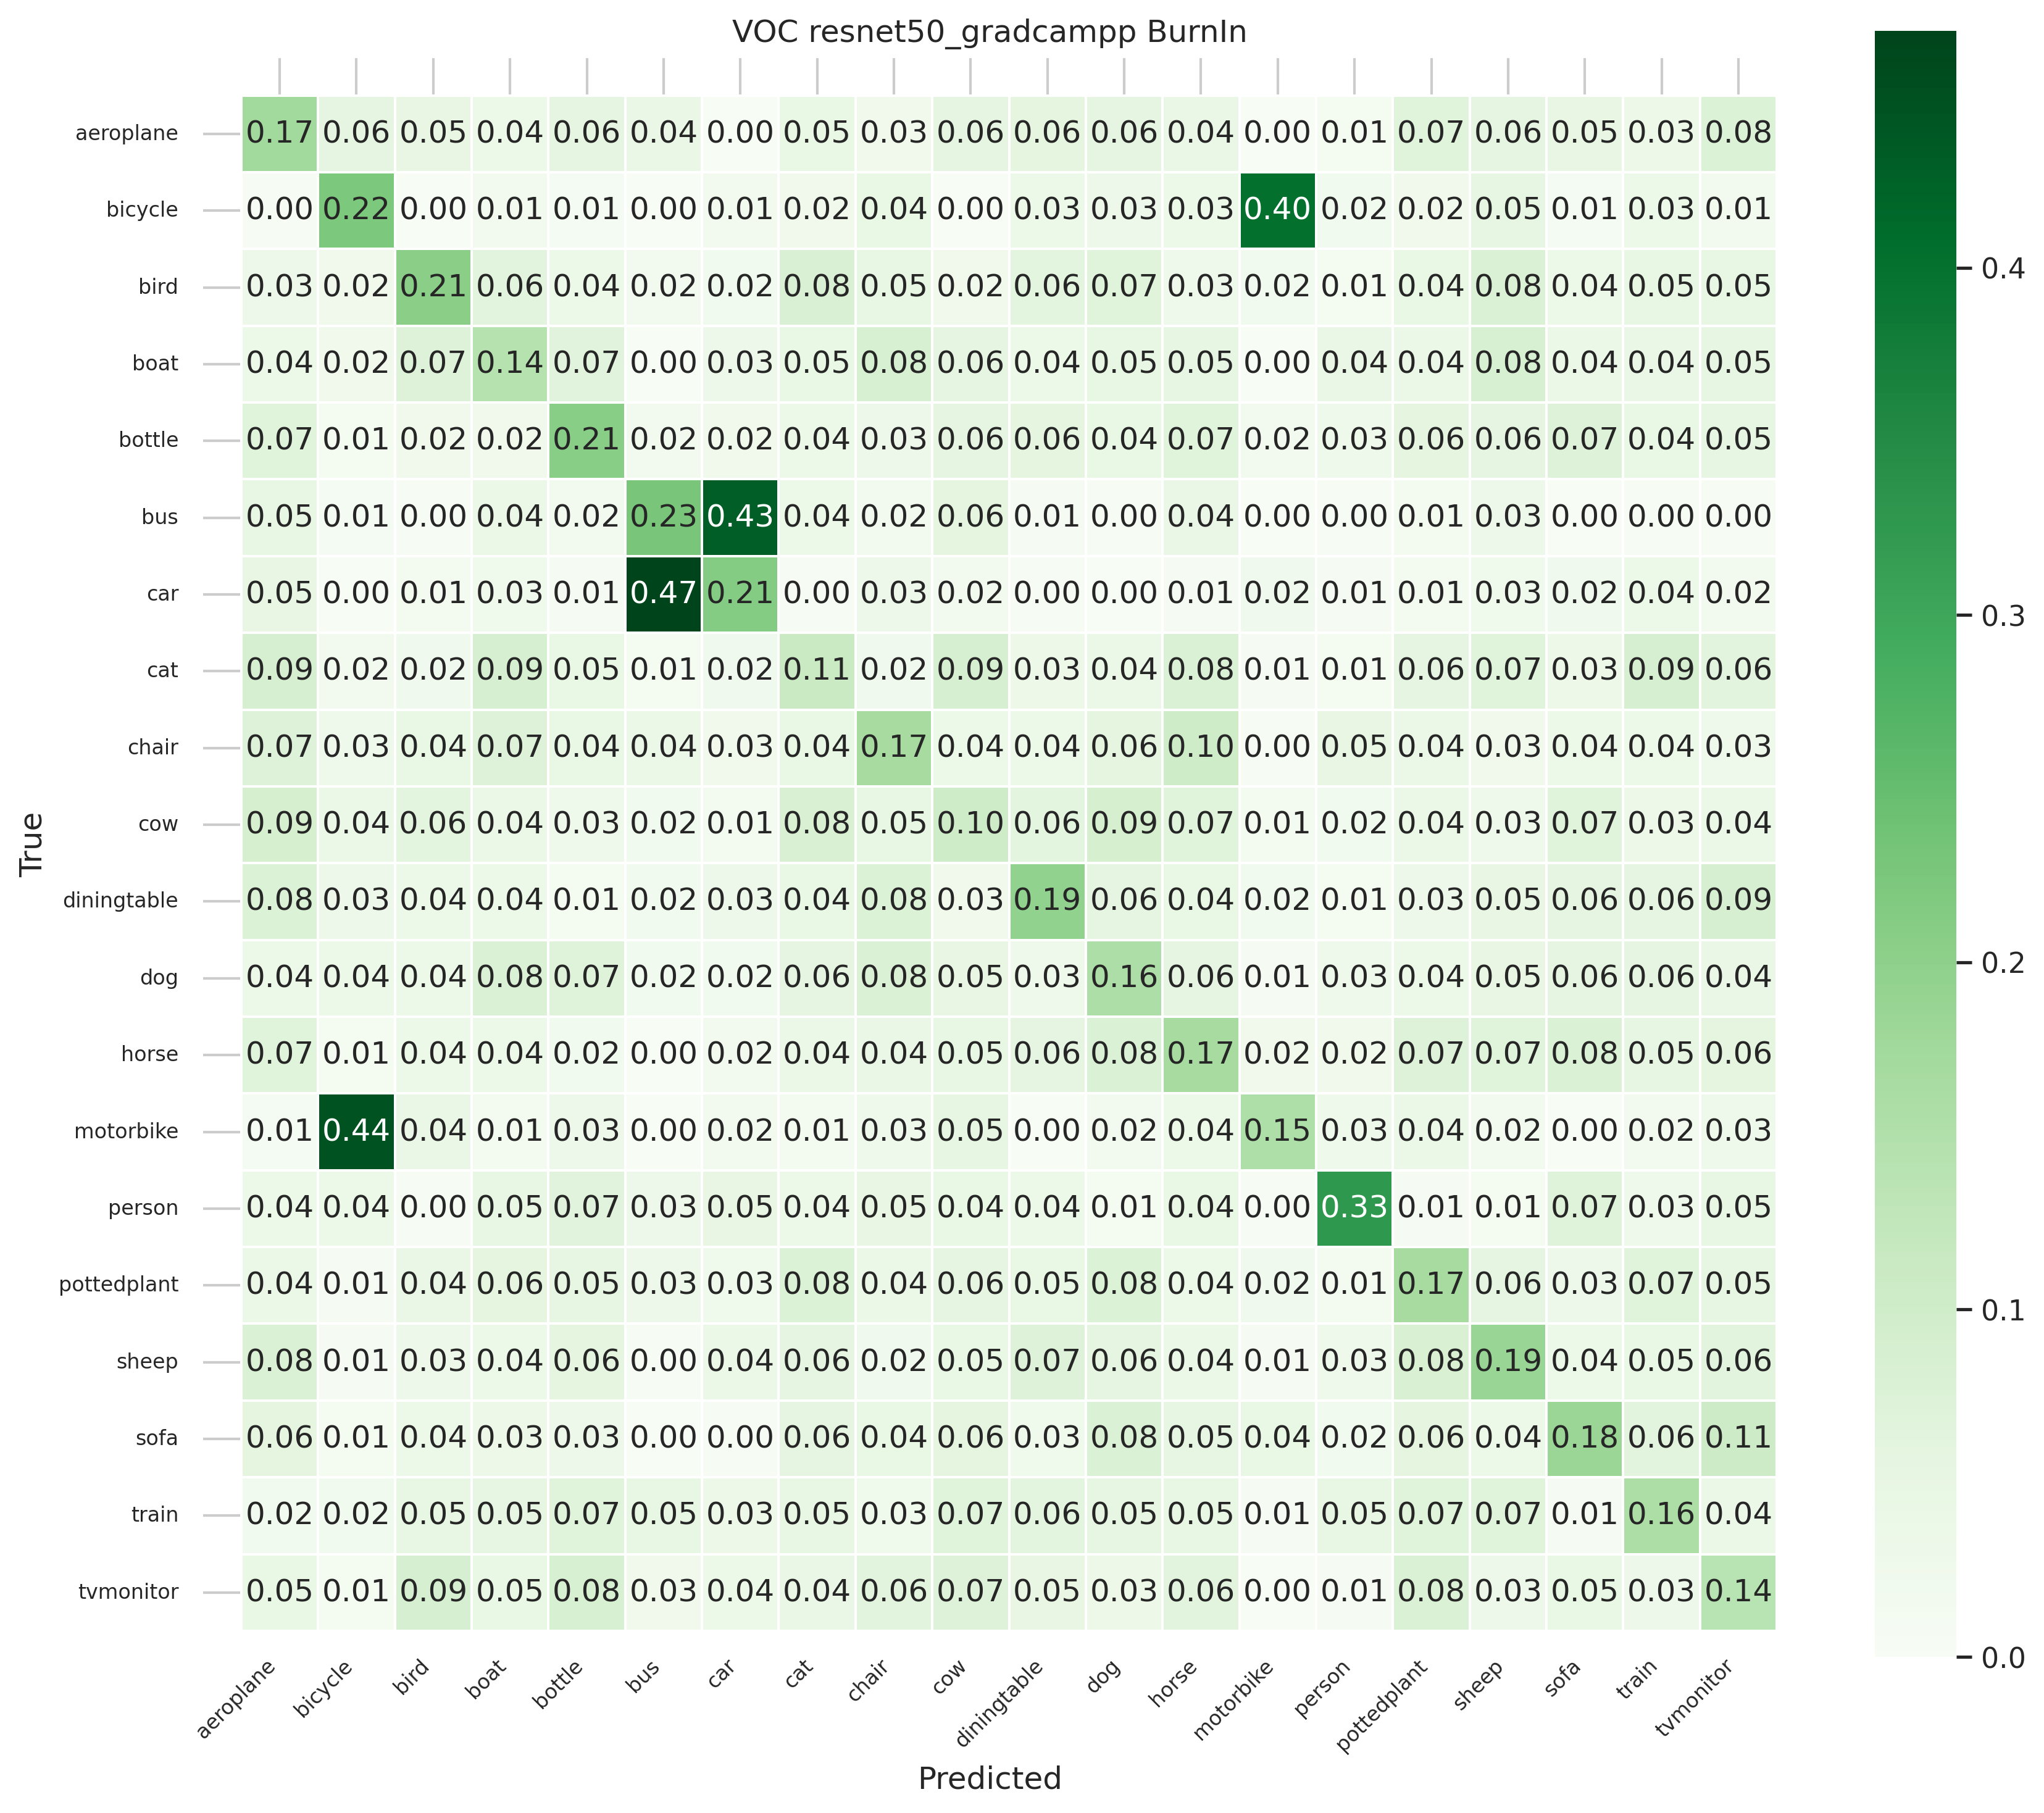 VOC resnet50_gradcampp BurnIn
aeroplane 0.17 0.06 0.05 0.04 0.06 0.04 0.00 0.05 0.03 0.06 0.06 0.06 0.04 0.00 0.01 0.07 0.06 0.05 0.03 0.08
bicycle 0.00 0.22 0.00 0.01 0.01 0.00 0.01 0.02 0.04 0.00 0.03 0.03 0.03 0.40 0.02 0.02 0.05 0.01 0.03 0.01
bird 0.03 0.02 0.21 0.06 0.04 0.02 0.02 0.08 0.05 0.02 0.06 0.07 0.03 0.02 0.01 0.04 0.08 0.04 0.05 0.05
boat 0.04 0.02 0.07 0.14 0.07 0.00 0.03 0.05 0.08 0.06 0.04 0.05 0.05 0.00 0.04 0.04 0.08 0.04 0.04 0.05
bottle 0.07 0.01 0.02 0.02 0.21 0.02 0.02 0.04 0.03 0.06 0.06 0.04 0.07 0.02 0.03 0.06 0.06 0.07 0.04 0.05
bus 0.05 0.01 0.00 0.04 0.02 0.23 0.43 0.04 0.02 0.06 0.01 0.00 0.04 0.00 0.00 0.01 0.03 0.00 0.00 0.00
car 0.05 0.00 0.01 0.03 0.01 0.47 0.21 0.00 0.03 0.02 0.00 0.00 0.01 0.02 0.01 0.01 0.03 0.02 0.04 0.02
cat 0.09 0.02 0.02 0.09 0.05 0.01 0.02 0.11 0.02 0.09 0.03 0.04 0.08 0.01 0.01 0.06 0.07 0.03 0.09 0.06
chair 0.07 0.03 0.04 0.07 0.04 0.04 0.03 0.04 0.17 0.04 0.04 0.06 0.10 0.00 0.05 0.04 0.03 0.04 0.04 0.03
cow 0.09 0.04 0.06 0.04 0.03 0.02 0.01 0.08 0.05 0.10 0.06 0.09 0.07 0.01 0.02 0.04 0.03 0.07 0.03 0.04
diningtable 0.08 0.03 0.04 0.04 0.01 0.02 0.03 0.04 0.08 0.03 0.19 0.06 0.04 0.02 0.01 0.03 0.05 0.06 0.06 0.09
dog 0.04 0.04 0.04 0.08 0.07 0.02 0.02 0.06 0.08 0.05 0.03 0.16 0.06 0.01 0.03 0.04 0.05 0.06 0.06 0.04
horse 0.07 0.01 0.04 0.04 0.02 0.00 0.02 0.04 0.04 0.05 0.06 0.08 0.17 0.02 0.02 0.07 0.07 0.08 0.05 0.06
motorbike 0.01 0.44 0.04 0.01 0.03 0.00 0.02 0.01 0.03 0.05 0.00 0.02 0.04 0.15 0.03 0.04 0.02 0.00 0.02 0.03
person 0.04 0.04 0.00 0.05 0.07 0.03 0.05 0.04 0.05 0.04 0.04 0.01 0.04 0.00 0.33 0.01 0.01 0.07 0.03 0.05
pottedplant 0.04 0.01 0.04 0.06 0.05 0.03 0.03 0.08 0.04 0.06 0.05 0.08 0.04 0.02 0.01 0.17 0.06 0.03 0.07 0.05
sheep 0.08 0.01 0.03 0.04 0.06 0.00 0.04 0.06 0.02 0.05 0.07 0.06 0.04 0.01 0.03 0.08 0.19 0.04 0.05 0.06
sofa 0.06 0.01 0.04 0.03 0.03 0.00 0.00 0.06 0.04 0.06 0.03 0.08 0.05 0.04 0.02 0.06 0.04 0.18 0.06 0.11
train 0.02 0.02 0.05 0.05 0.07 0.05 0.03 0.05 0.03 0.07 0.06 0.05 0.05 0.01 0.05 0.07 0.07 0.01 0.16 0.04
tvmonitor 0.05 0.01 0.09 0.05 0.08 0.03 0.04 0.04 0.06 0.07 0.05 0.03 0.06 0.00 0.01 0.08 0.03 0.05 0.03 0.14
aeroplane bicycle bird boat bottle bus car cat chair cow diningtable dog horse motorbike person pottedplant sheep sofa train tvmonitor
Predicted
True
0.4
0.3
0.2
0.1
0.0